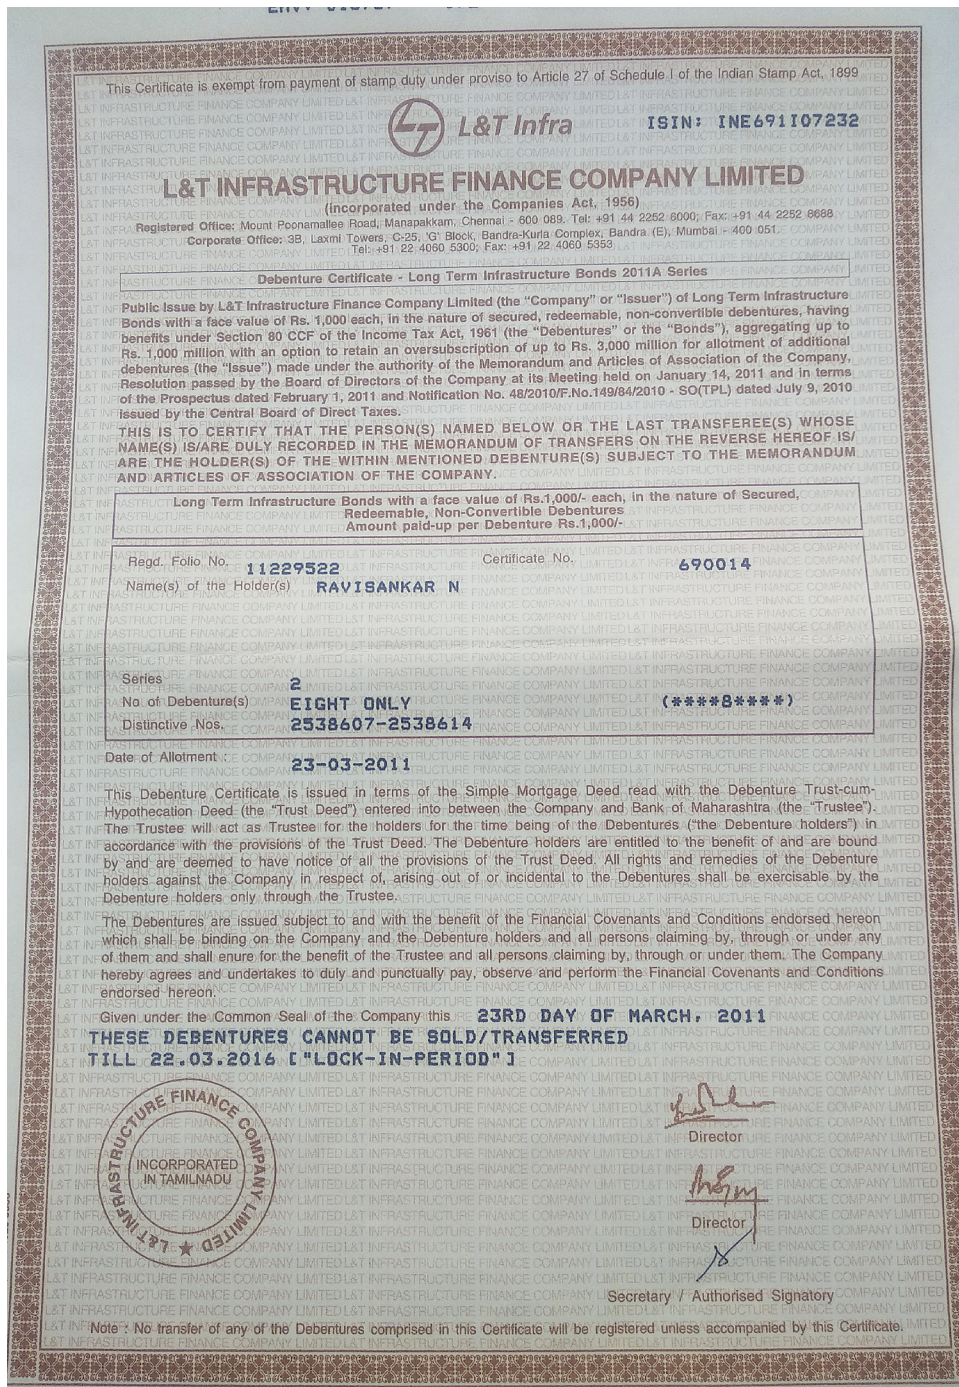 This Certificate is exempt from payment of stamp duty under proviso to Article 27 of Schedule I of the Indian Stamp Act, 1899
L&T Infra
ISIN: INE691I07232
L&T INFRASTRUCTURE FINANCE COMPANY LIMITED
(incorporated under the Companies Act, 1956)
Registered Office: Mount Poonamallee Road, Manapakkam, Chennai - 600 089. Tel: +91 44 2252 6000; Fax: +91 44 2252 8688
Corporate Office: 3B, Laxmi Towers, C-25, 'G' Block, Bandra-Kurla Complex, Bandra (E), Mumbai - 400 051.
Tel: +91 22 4060 5300; Fax: +91 22 4060 5353
Debenture Certificate - Long Term Infrastructure Bonds 2011A Series
Public Issue by L&T Infrastructure Finance Company Limited (the “Company” or “Issuer”) of Long Term Infrastructure
Bonds with a face value of Rs. 1,000 each, in the nature of secured, redeemable, non-convertible debentures, having
benefits under Section 80 CCF of the Income Tax Act, 1961 (the “Debentures” or the “Bonds”), aggregating up to
Rs. 1,000 million with an option to retain an oversubscription of up to Rs. 3,000 million for allotment of additional
debentures (the “Issue”) made under the authority of the Memorandum and Articles of Association of the Company,
Resolution passed by the Board of Directors of the Company at its Meeting held on January 14, 2011 and in terms
of the Prospectus dated February 1, 2011 and Notification No. 48/2010/F.No.149/84/2010 - SO(TPL) dated July 9, 2010
issued by the Central Board of Direct Taxes.
THIS IS TO CERTIFY THAT THE PERSON(S) NAMED BELOW OR THE LAST TRANSFEREE(S) WHOSE
NAME(S) IS/ARE DULY RECORDED IN THE MEMORANDUM OF TRANSFERS ON THE REVERSE HEREOF IS/
ARE THE HOLDER(S) OF THE WITHIN MENTIONED DEBENTURE(S) SUBJECT TO THE MEMORANDUM
AND ARTICLES OF ASSOCIATION OF THE COMPANY.
Long Term Infrastructure Bonds with a face value of Rs.1,000/- each, in the nature of Secured,
Redeemable, Non-Convertible Debentures
Amount paid-up per Debenture Rs.1,000/-
Regd. Folio No. 11229522 Certificate No. 690014
Name(s) of the Holder(s) RAVISANKAR N
Series 2
No of Debenture(s) EIGHT ONLY (****8****)
Distinctive Nos. 2538607-2538614
Date of Allotment : 23-03-2011
This Debenture Certificate is issued in terms of the Simple Mortgage Deed read with the Debenture Trust-cum-
Hypothecation Deed (the “Trust Deed”) entered into between the Company and Bank of Maharashtra (the “Trustee”).
The Trustee will act as Trustee for the holders for the time being of the Debentures (“the Debenture holders”) in
accordance with the provisions of the Trust Deed. The Debenture holders are entitled to the benefit of and are bound
by and are deemed to have notice of all the provisions of the Trust Deed. All rights and remedies of the Debenture
holders against the Company in respect of, arising out of or incidental to the Debentures shall be exercisable by the
Debenture holders only through the Trustee.
The Debentures are issued subject to and with the benefit of the Financial Covenants and Conditions endorsed hereon
which shall be binding on the Company and the Debenture holders and all persons claiming by, through or under any
of them and shall enure for the benefit of the Trustee and all persons claiming by, through or under them. The Company
hereby agrees and undertakes to duly and punctually pay, observe and perform the Financial Covenants and Conditions
endorsed hereon.
Given under the Common Seal of the Company this 23RD DAY OF MARCH, 2011
THESE DEBENTURES CANNOT BE SOLD/TRANSFERRED
TILL 22.03.2016 ["LOCK-IN-PERIOD"]
L&T INFRASTRUCTURE FINANCE COMPANY LIMITED
INCORPORATED
IN TAMILNADU
Director
Director
Secretary / Authorised Signatory
Note : No transfer of any of the Debentures comprised in this Certificate will be registered unless accompanied by this Certificate.